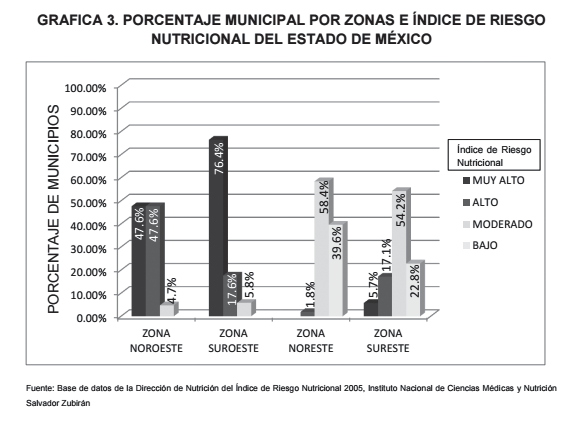 GRAFICA 3. PORCENTAJE MUNICIPAL POR ZONAS E ÍNDICE DE RIESGO
NUTRICIONAL DEL ESTADO DE MÉXICO
PORCENTAJE DE MUNICIPIOS
100.00%
90.00%
80.00%
70.00%
60.00%
50.00%
40.00%
30.00%
20.00%
10.00%
0.00%
47.6%
47.6%
4.7%
76.4%
17.6%
5.8%
1.8%
58.4%
39.6%
5.7%
17.1%
54.2%
22.8%
ZONA
NOROESTE
ZONA
SUROESTE
ZONA
NORESTE
ZONA
SURESTE
Índice de Riesgo
Nutricional
MUY ALTO
ALTO
MODERADO
BAJO
Fuente: Base de datos de la Dirección de Nutrición del Índice de Riesgo Nutricional 2005, Instituto Nacional de Ciencias Médicas y Nutrición
Salvador Zubirán